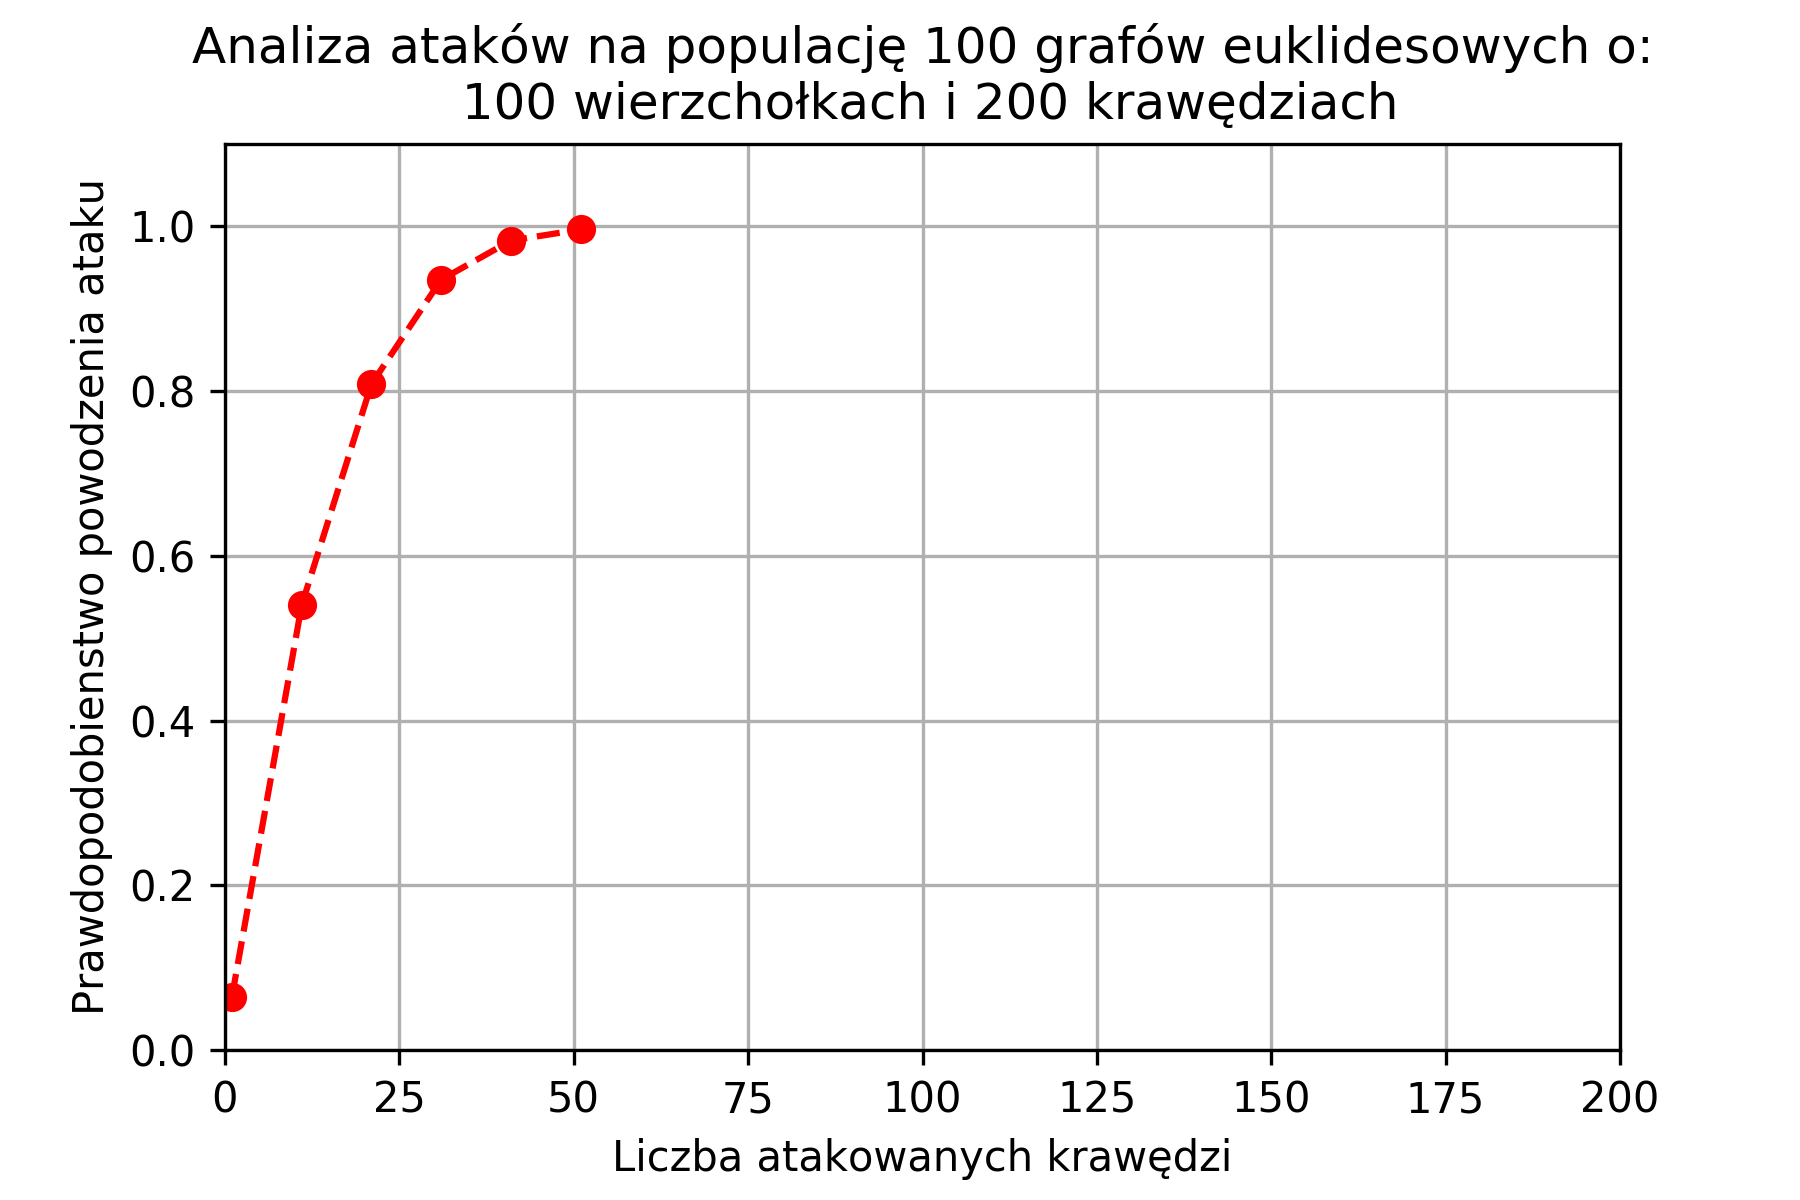 Analiza ataków na populację 100 grafów euklidesowych o:
100 wierzchołkach i 200 krawędziach
Prawdopodobienstwo powodzenia ataku
1.0
0.8
0.6
0.4
0.2
0.0
0 25 50 75 100 125 150 175 200
Liczba atakowanych krawędzi